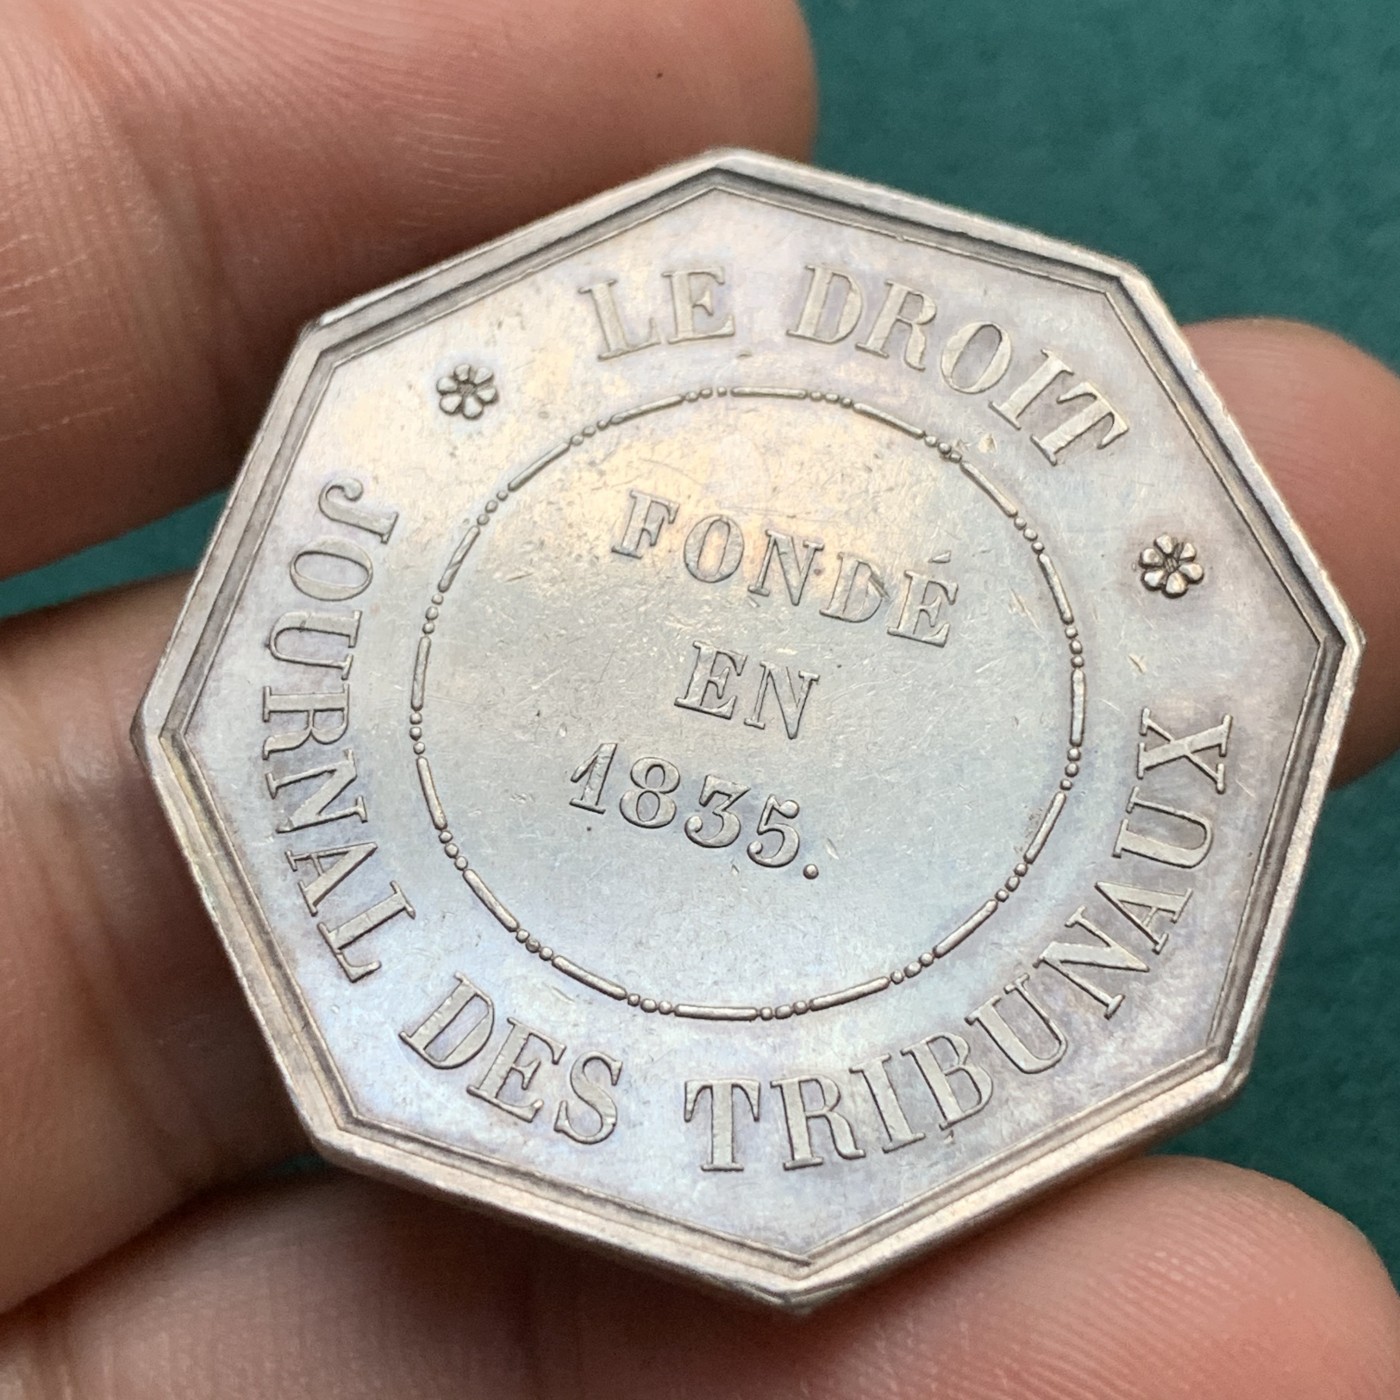 LE DROIT
JOURNAL DES TRIBUNAUX
FONDÉ
EN
1835.